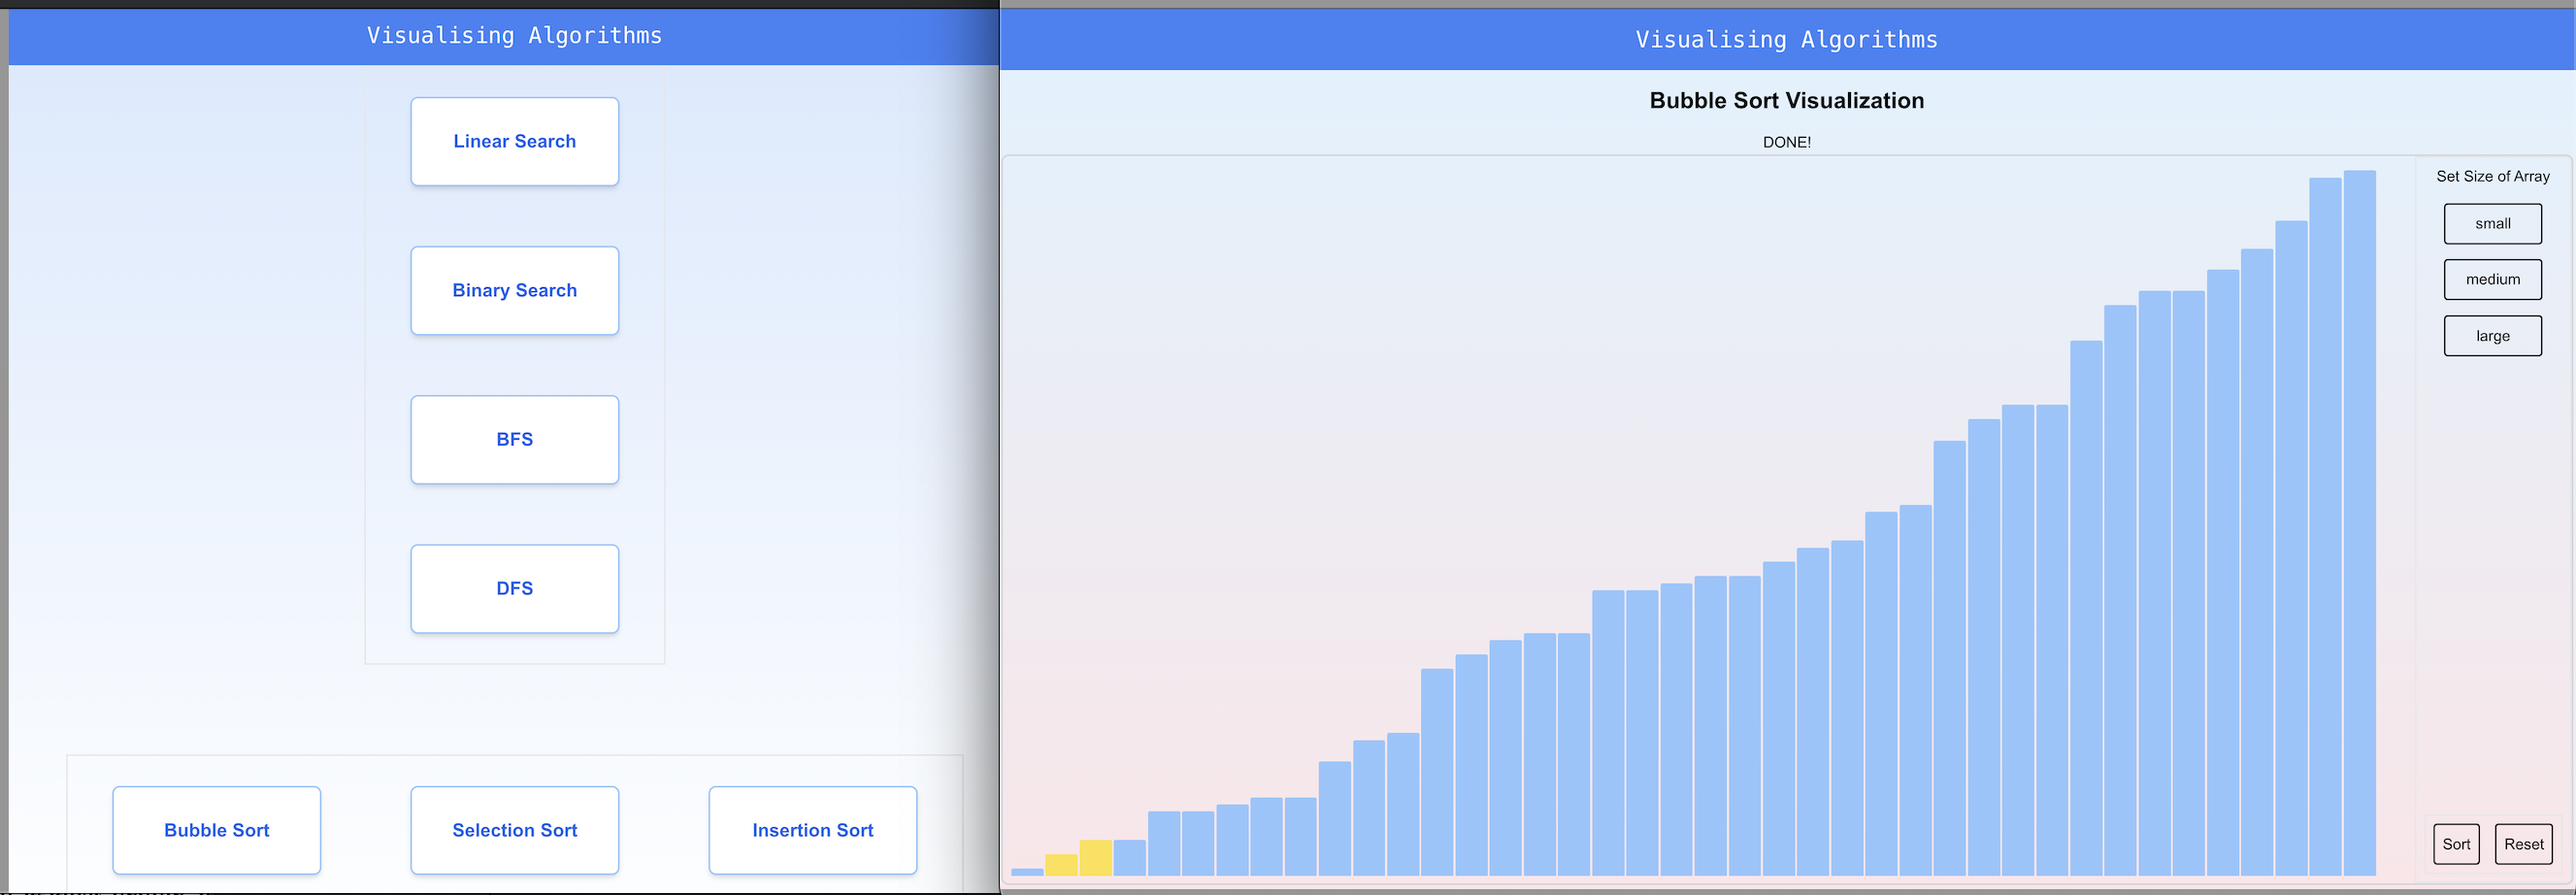 Visualising Algorithms
Linear Search
Binary Search
BFS
DFS
Bubble Sort
Selection Sort
Insertion Sort
Visualising Algorithms
Bubble Sort Visualization
DONE!
Set Size of Array
small
medium
large
Sort
Reset